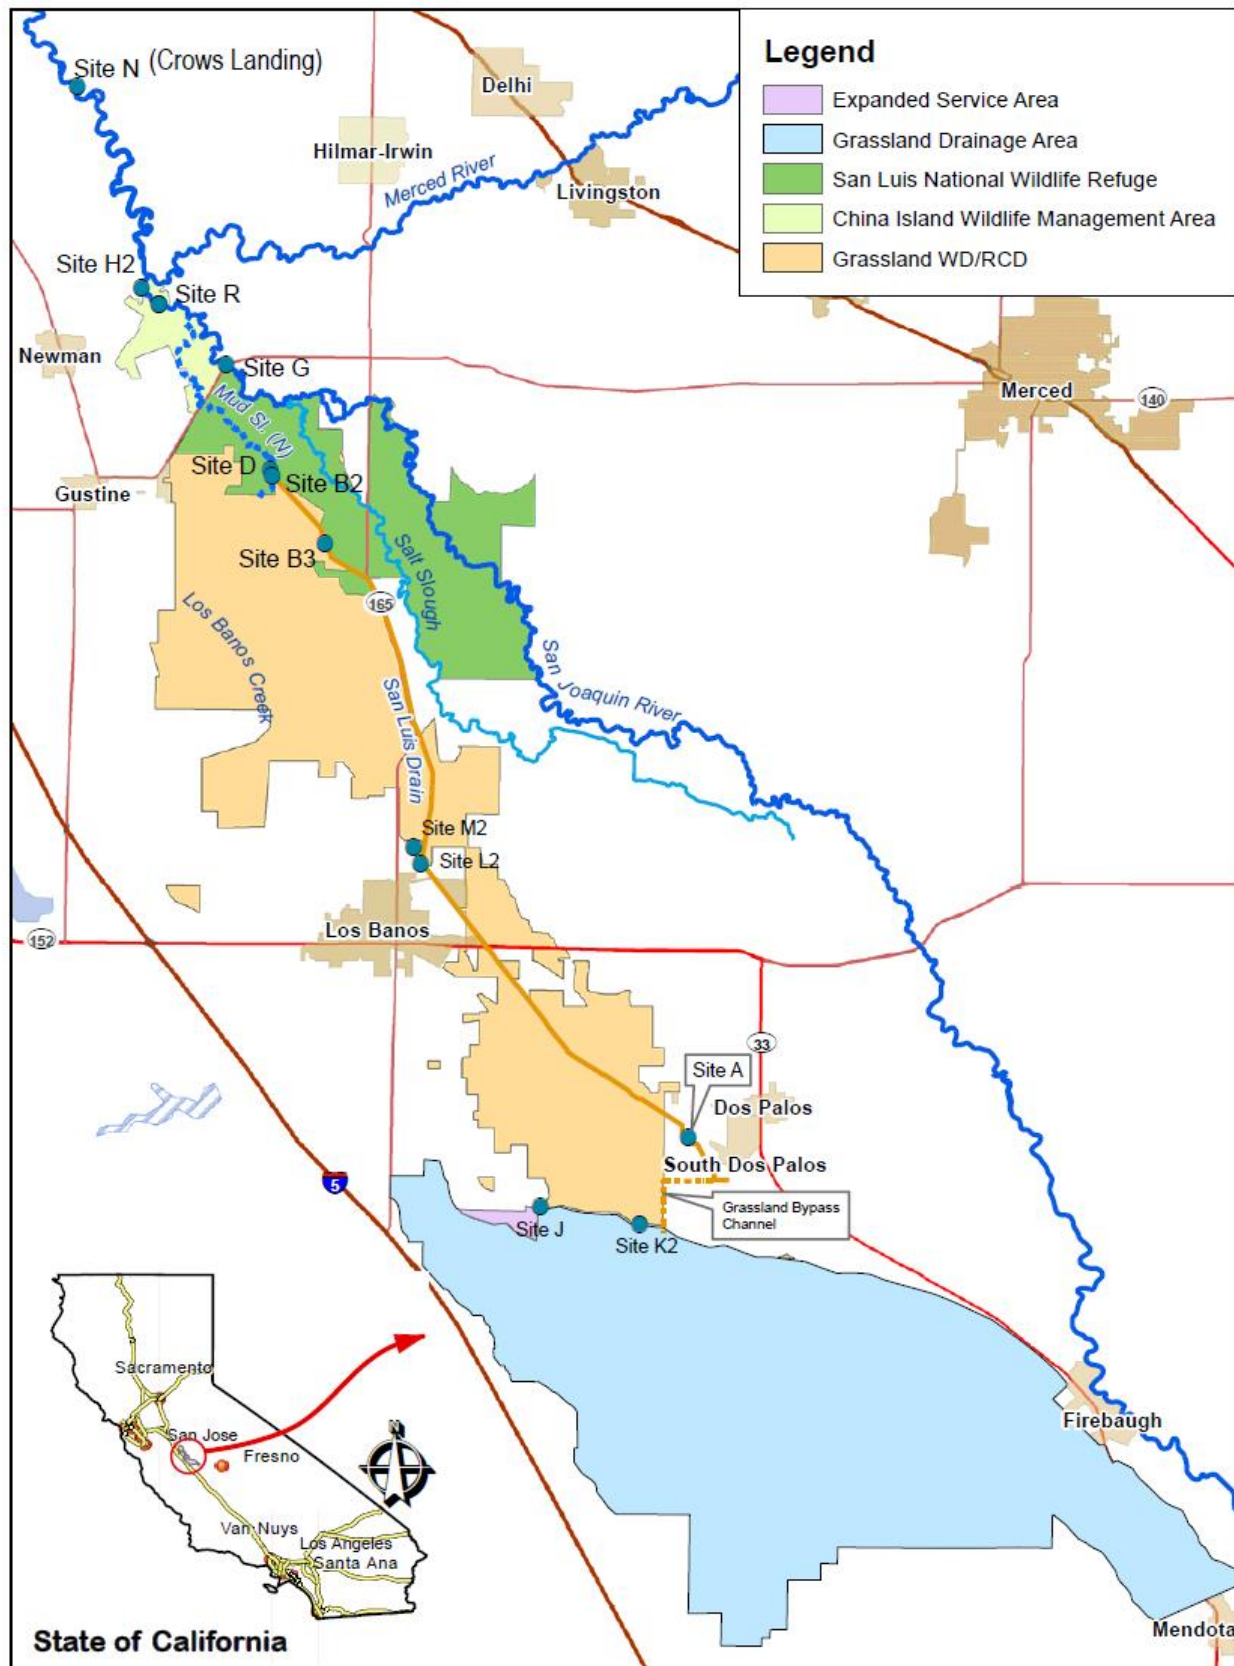 Legend
Expanded Service Area
Grassland Drainage Area
San Luis National Wildlife Refuge
China Island Wildlife Management Area
Grassland WD/RCD
Site N (Crows Landing)
Delhi
Hilmar-Irwin
Merced River
Livingston
Site H2
Site R
Newman
Site G
Merced
140
Mud Sl. (N)
Site D
Site B2
Gustine
Site B3
Salt Slough
165
Los Banos Creek
San Joaquin River
San Luis Drain
Site M2
Site L2
Los Banos
152
33
Site A
Dos Palos
South Dos Palos
5
Grassland Bypass
Channel
Site J
Site K2
Sacramento
San Jose
Fresno
N
Van Nuys
Los Angeles
Santa Ana
Firebaugh
Mendota
State of California